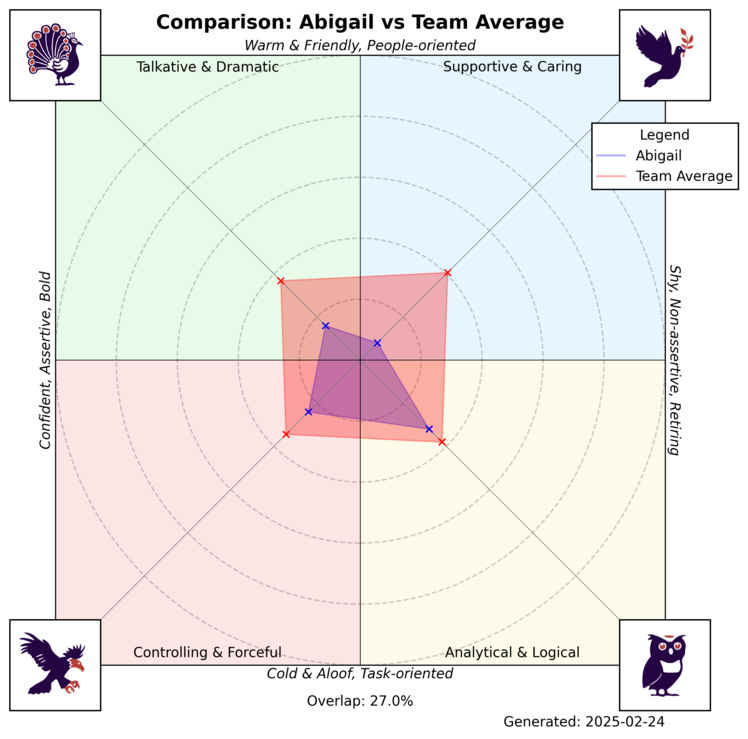 Comparison: Abigail vs Team Average
Warm & Friendly, People-oriented
Talkative & Dramatic
Supportive & Caring
Legend
Abigail
Team Average
Confident, Assertive, Bold
Shy, Non-assertive, Retiring
Controlling & Forceful
Analytical & Logical
Cold & Aloof, Task-oriented
Overlap: 27.0%
Generated: 2025-02-24